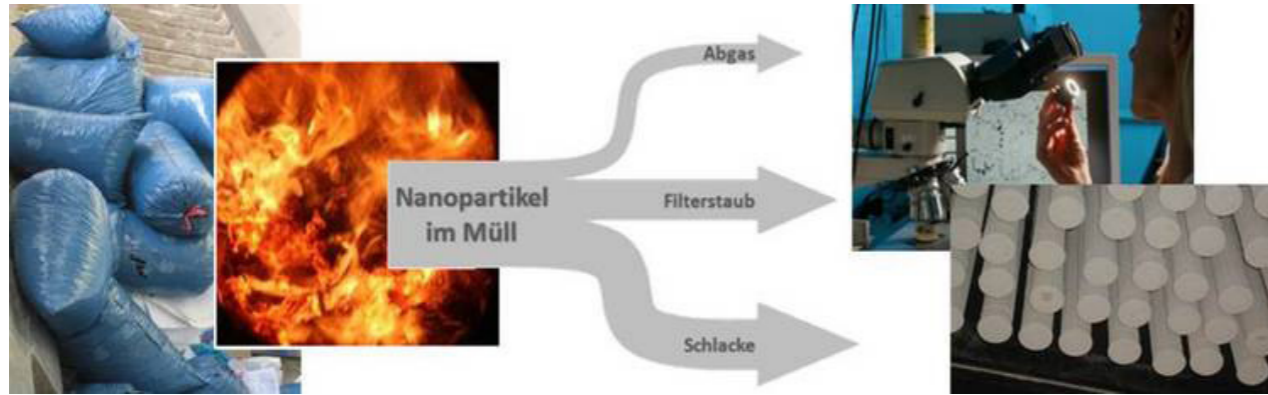 Abgas
Nanopartikel
im Müll
Filterstaub
Schlacke